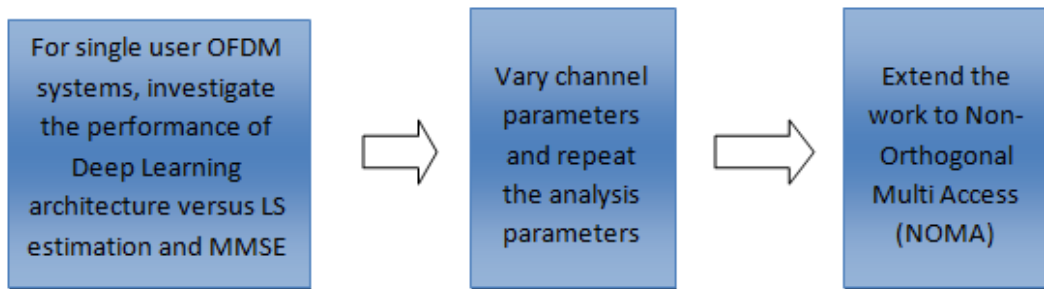 For single user OFDM
systems, investigate
the performance of
Deep Learning
architecture versus LS
estimation and MMSE
Vary channel
parameters
and repeat
the analysis
parameters
Extend the
work to Non-
Orthogonal
Multi Access
(NOMA)